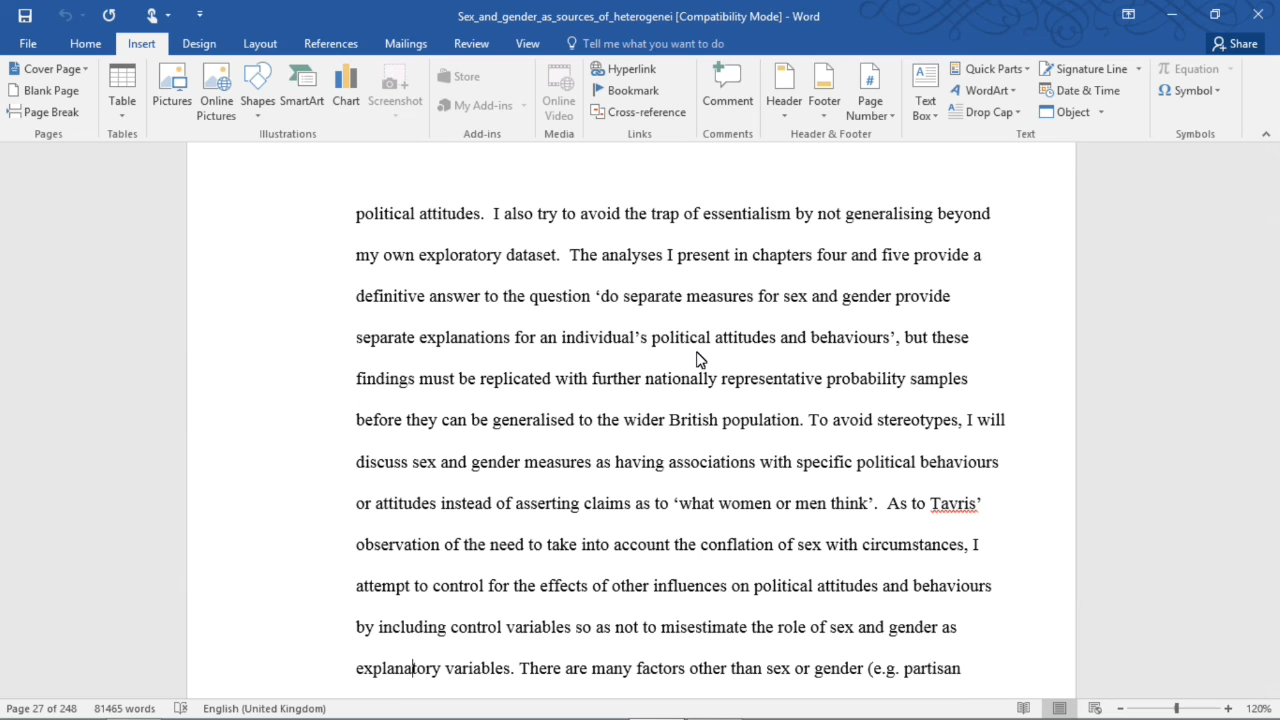 Sex_and_gender_as_sources_of_heterogenei [Compatibility Mode] - Word
File Home Insert Design Layout References Mailings Review View Tell me what you want to do Share
Cover Page
Blank Page
Page Break
Pages
Table
Tables
Pictures
Online Pictures
Shapes
SmartArt
Chart
Screenshot
Illustrations
Store
My Add-ins
Add-ins
Online Video
Media
Hyperlink
Bookmark
Cross-reference
Links
Comment
Comments
Header
Footer
Page Number
Header & Footer
Text Box
Quick Parts
WordArt
Drop Cap
Signature Line
Date & Time
Object
Text
Equation
Symbol
Symbols
political attitudes.  I also try to avoid the trap of essentialism by not generalising beyond
my own exploratory dataset.  The analyses I present in chapters four and five provide a
definitive answer to the question ‘do separate measures for sex and gender provide
separate explanations for an individual’s political attitudes and behaviours’, but these
findings must be replicated with further nationally representative probability samples
before they can be generalised to the wider British population. To avoid stereotypes, I will
discuss sex and gender measures as having associations with specific political behaviours
or attitudes instead of asserting claims as to ‘what women or men think’.  As to Tavris’
observation of the need to take into account the conflation of sex with circumstances, I
attempt to control for the effects of other influences on political attitudes and behaviours
by including control variables so as not to misestimate the role of sex and gender as
explanatory variables. There are many factors other than sex or gender (e.g. partisan
Page 27 of 248 81465 words English (United Kingdom) 120%